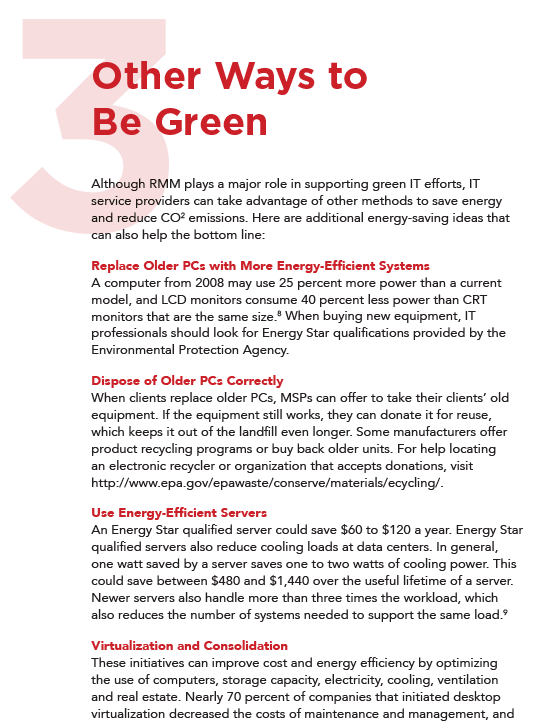 3
Other Ways to
Be Green
Although RMM plays a major role in supporting green IT efforts, IT
service providers can take advantage of other methods to save energy
and reduce CO² emissions. Here are additional energy-saving ideas that
can also help the bottom line:
Replace Older PCs with More Energy-Efficient Systems
A computer from 2008 may use 25 percent more power than a current
model, and LCD monitors consume 40 percent less power than CRT
monitors that are the same size.⁸ When buying new equipment, IT
professionals should look for Energy Star qualifications provided by the
Environmental Protection Agency.
Dispose of Older PCs Correctly
When clients replace older PCs, MSPs can offer to take their clients’ old
equipment. If the equipment still works, they can donate it for reuse,
which keeps it out of the landfill even longer. Some manufacturers offer
product recycling programs or buy back older units. For help locating
an electronic recycler or organization that accepts donations, visit
http://www.epa.gov/epawaste/conserve/materials/ecycling/.
Use Energy-Efficient Servers
An Energy Star qualified server could save $60 to $120 a year. Energy Star
qualified servers also reduce cooling loads at data centers. In general,
one watt saved by a server saves one to two watts of cooling power. This
could save between $480 and $1,440 over the useful lifetime of a server.
Newer servers also handle more than three times the workload, which
also reduces the number of systems needed to support the same load.⁹
Virtualization and Consolidation
These initiatives can improve cost and energy efficiency by optimizing
the use of computers, storage capacity, electricity, cooling, ventilation
and real estate. Nearly 70 percent of companies that initiated desktop
virtualization decreased the costs of maintenance and management, and